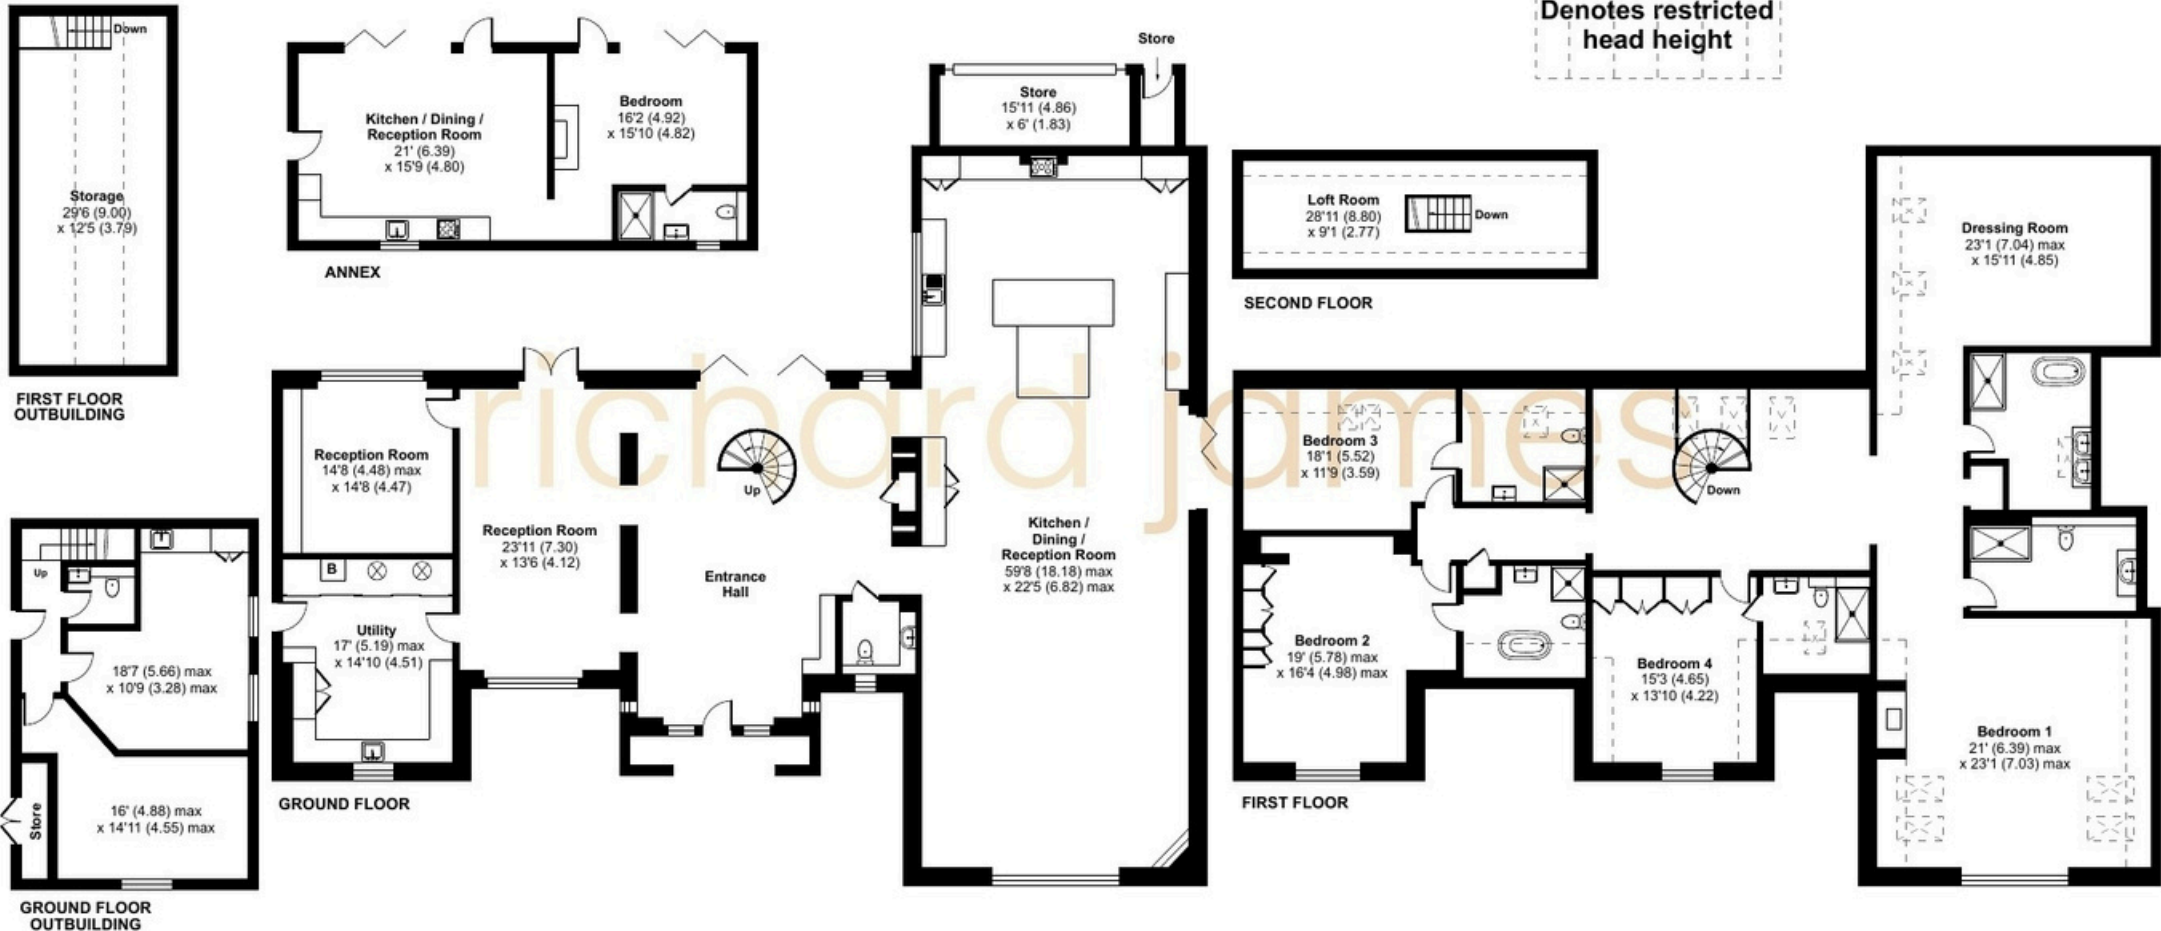 Denotes restricted
head height
Down
Storage
29'6 (9.00)
x 12'5 (3.79)
FIRST FLOOR
OUTBUILDING
Kitchen / Dining /
Reception Room
21' (6.39)
x 15'9 (4.80)
Bedroom
16'2 (4.92)
x 15'10 (4.82)
ANNEX
Store
Store
15'11 (4.86)
x 6' (1.83)
Loft Room
28'11 (8.80)
x 9'1 (2.77)
Down
SECOND FLOOR
Dressing Room
23'1 (7.04) max
x 15'11 (4.85)
richard james
Reception Room
14'8 (4.48) max
x 14'8 (4.47)
Reception Room
23'11 (7.30)
x 13'6 (4.12)
Up
Entrance
Hall
Kitchen /
Dining /
Reception Room
59'8 (18.18) max
x 22'5 (6.82) max
B
Utility
17' (5.19) max
x 14'10 (4.51)
GROUND FLOOR
Bedroom 3
18'1 (5.52)
x 11'9 (3.59)
Down
Bedroom 2
19' (5.78) max
x 16'4 (4.98) max
Bedroom 4
15'3 (4.65)
x 13'10 (4.22)
Bedroom 1
21' (6.39) max
x 23'1 (7.03) max
FIRST FLOOR
Up
18'7 (5.66) max
x 10'9 (3.28) max
Store
16' (4.88) max
x 14'11 (4.55) max
GROUND FLOOR
OUTBUILDING